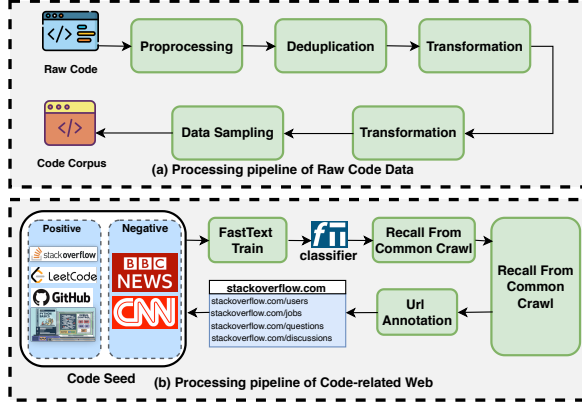 Raw Code
Proprocessing
Deduplication
Transformation
Code Corpus
Data Sampling
Transformation
(a) Processing pipeline of Raw Code Data
Positive
Negative
stackoverflow
LeetCode
GitHub
BBC
NEWS
CNN
Code Seed
FastText
Train
fT
classifier
Recall From
Common Crawl
Recall From
Common
Crawl
Url
Annotation
stackoverflow.com
stackoverflow.com/users
stackoverflow.com/jobs
stackoverflow.com/questions
stackoverflow.com/discussions
(b) Processing pipeline of Code-related Web